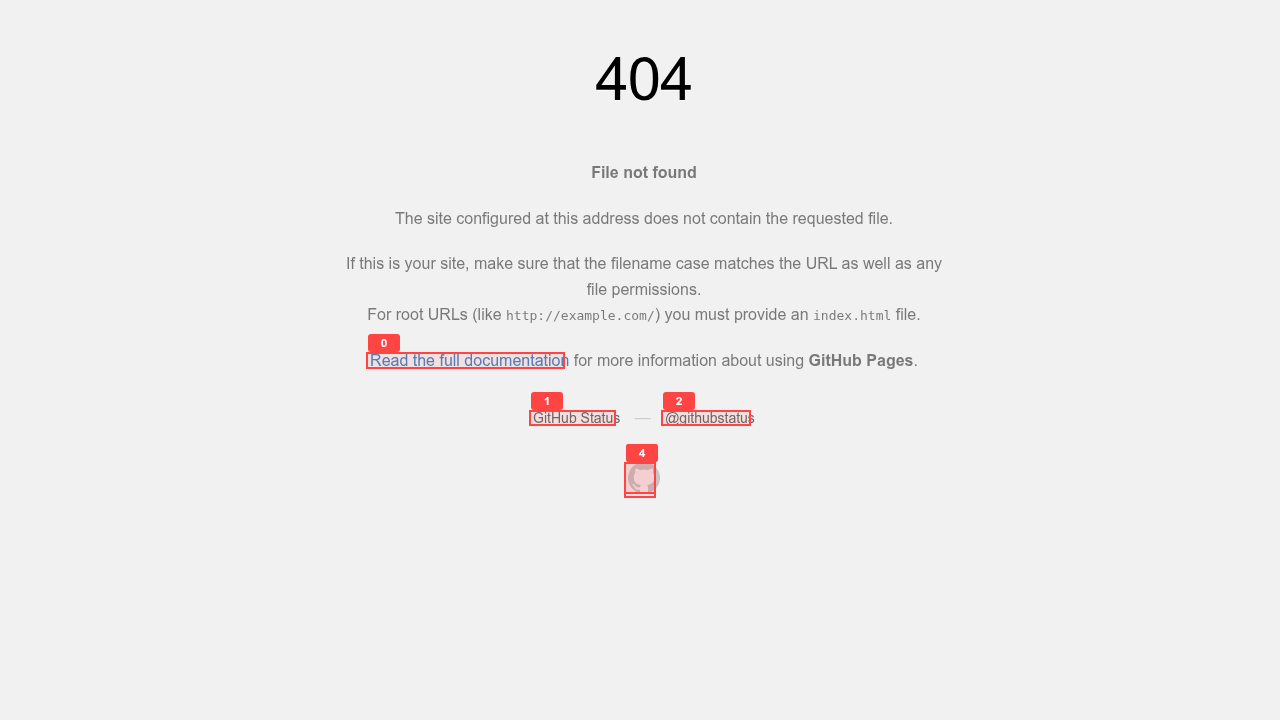 404
File not found
The site configured at this address does not contain the requested file.
If this is your site, make sure that the filename case matches the URL as well as any
file permissions.
For root URLs (like http://example.com/) you must provide an index.html file.
0
Read the full documentation for more information about using GitHub Pages.
1
2
GitHub Status — @githubstatus
4